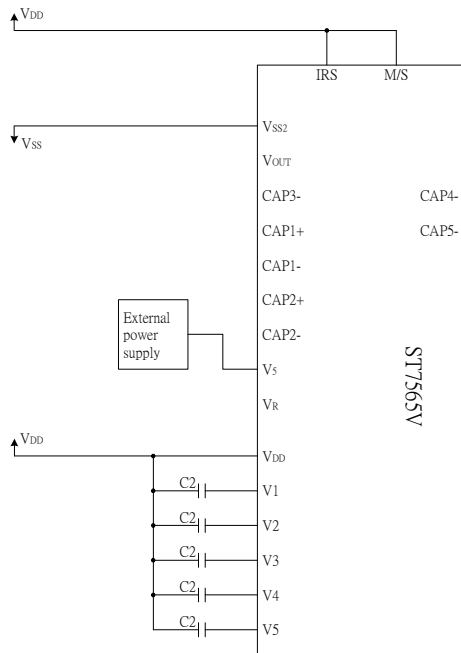 VDD
IRS M/S
VSS2
VSS
VOUT
CAP3- CAP4-
CAP1+ CAP5-
CAP1-
CAP2+
External
power
supply
CAP2-
V5
ST7565V
VR
VDD
VDD
C2 V1
C2 V2
C2 V3
C2 V4
C2 V5